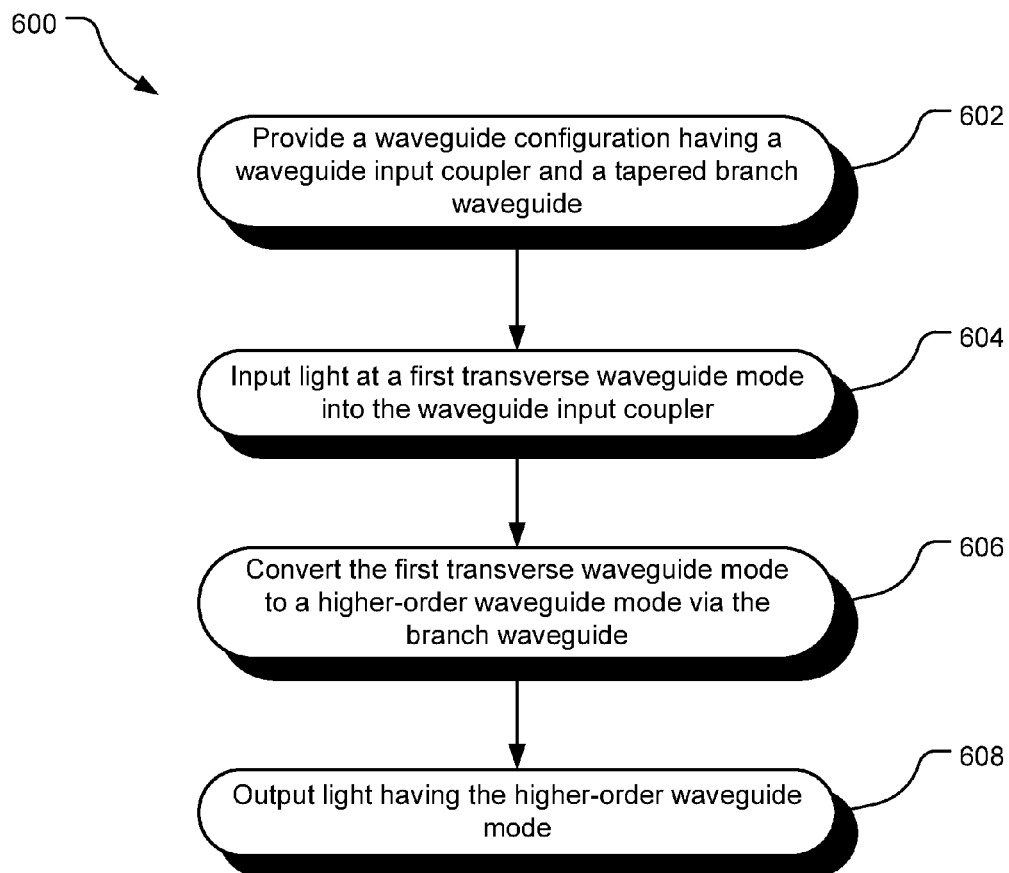 600
602
Provide a waveguide configuration having a
waveguide input coupler and a tapered branch
waveguide
604
Input light at a first transverse waveguide mode
into the waveguide input coupler
606
Convert the first transverse waveguide mode
to a higher-order waveguide mode via the
branch waveguide
608
Output light having the higher-order waveguide
mode